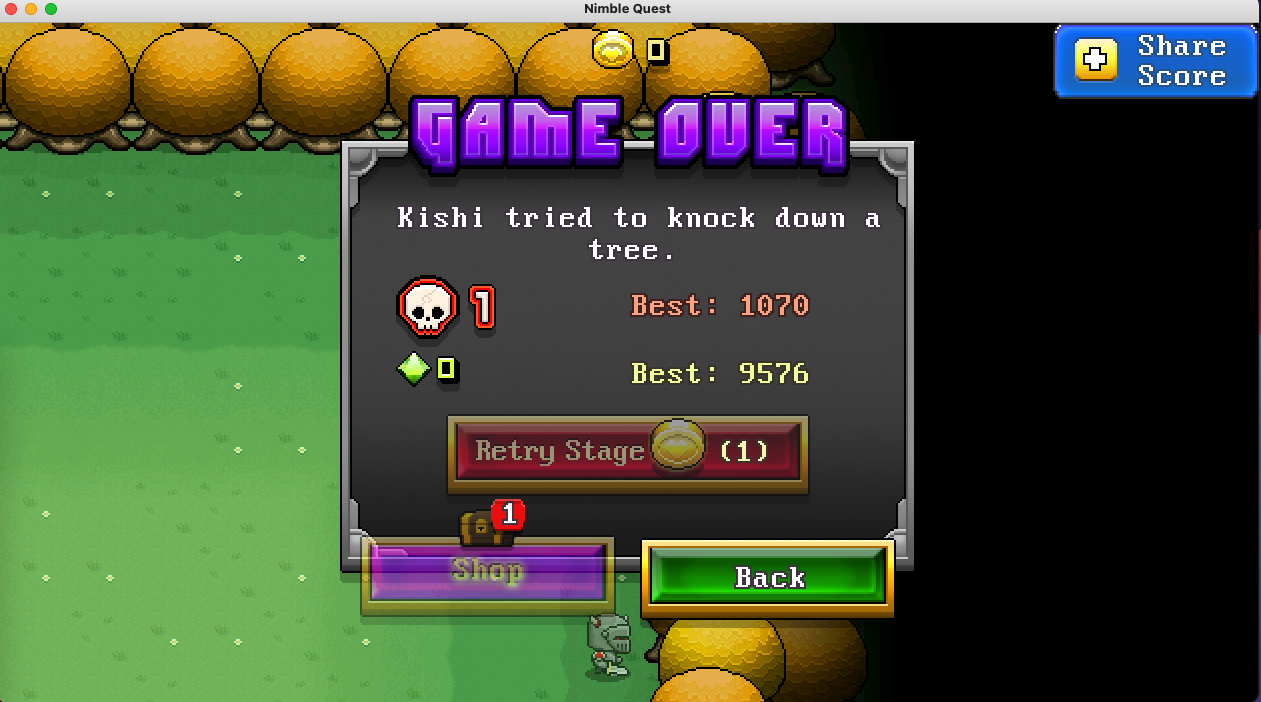 Nimble Quest
0
Share
Score
GAME OVER
Kishi tried to knock down a
tree.
1 Best: 1070
0 Best: 9576
Retry Stage (1)
1
Shop
Back